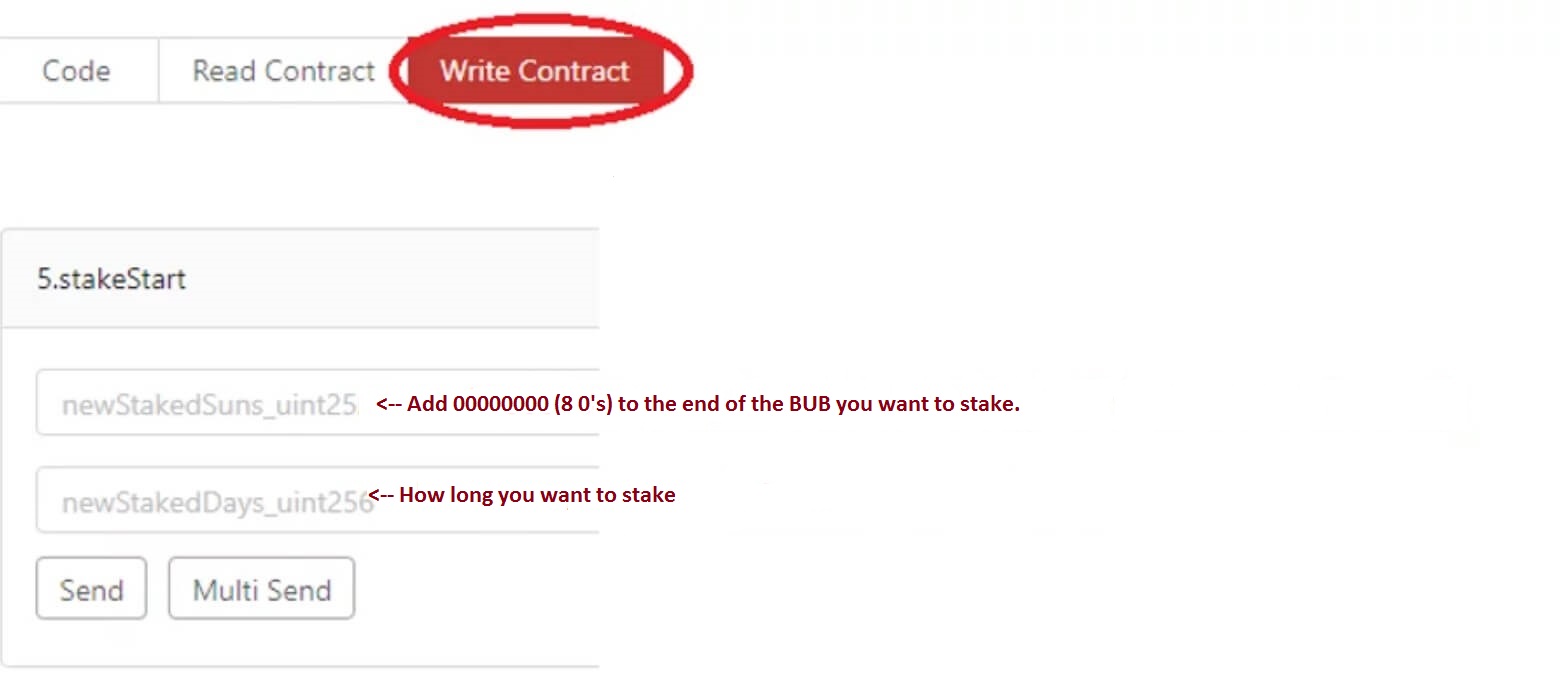 Code Read Contract Write Contract
5.stakeStart
newStakedSuns_uint25 <-- Add 00000000 (8 0's) to the end of the BUB you want to stake.
newStakedDays_uint256 <-- How long you want to stake
Send Multi Send